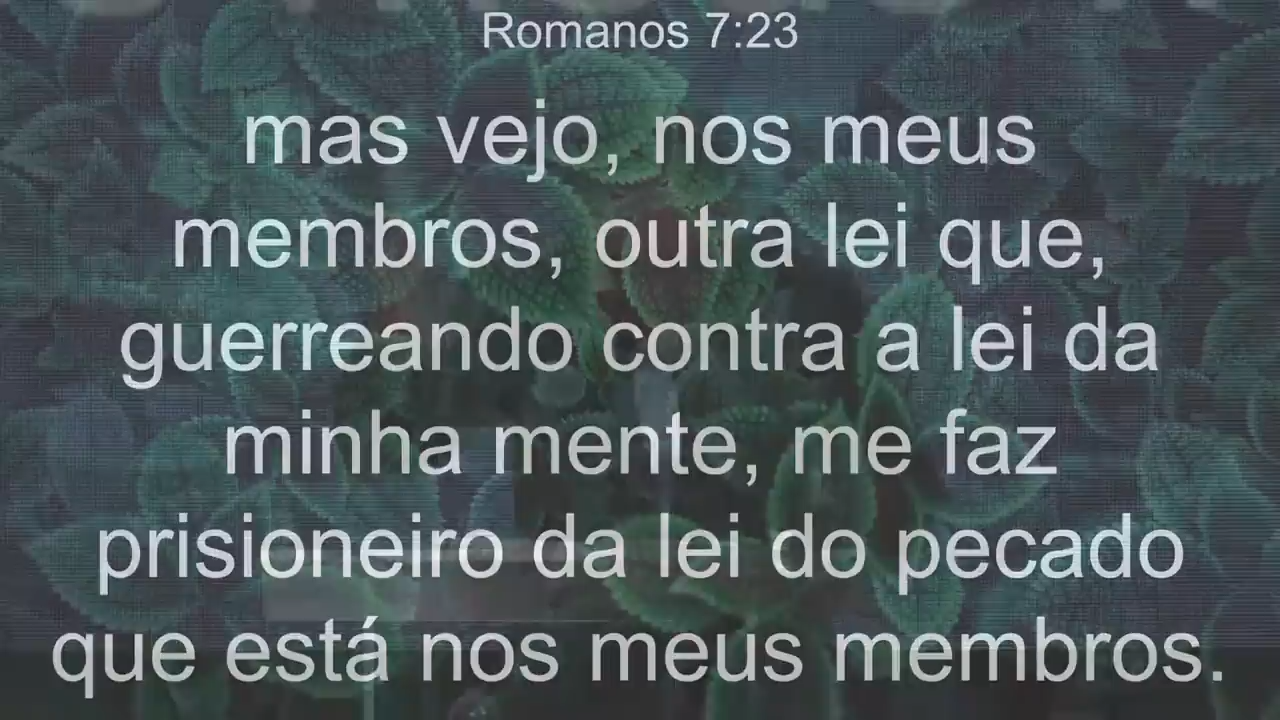 Romanos 7:23
mas vejo, nos meus
membros, outra lei que,
guerreando contra a lei da
minha mente, me faz
prisioneiro da lei do pecado
que está nos meus membros.